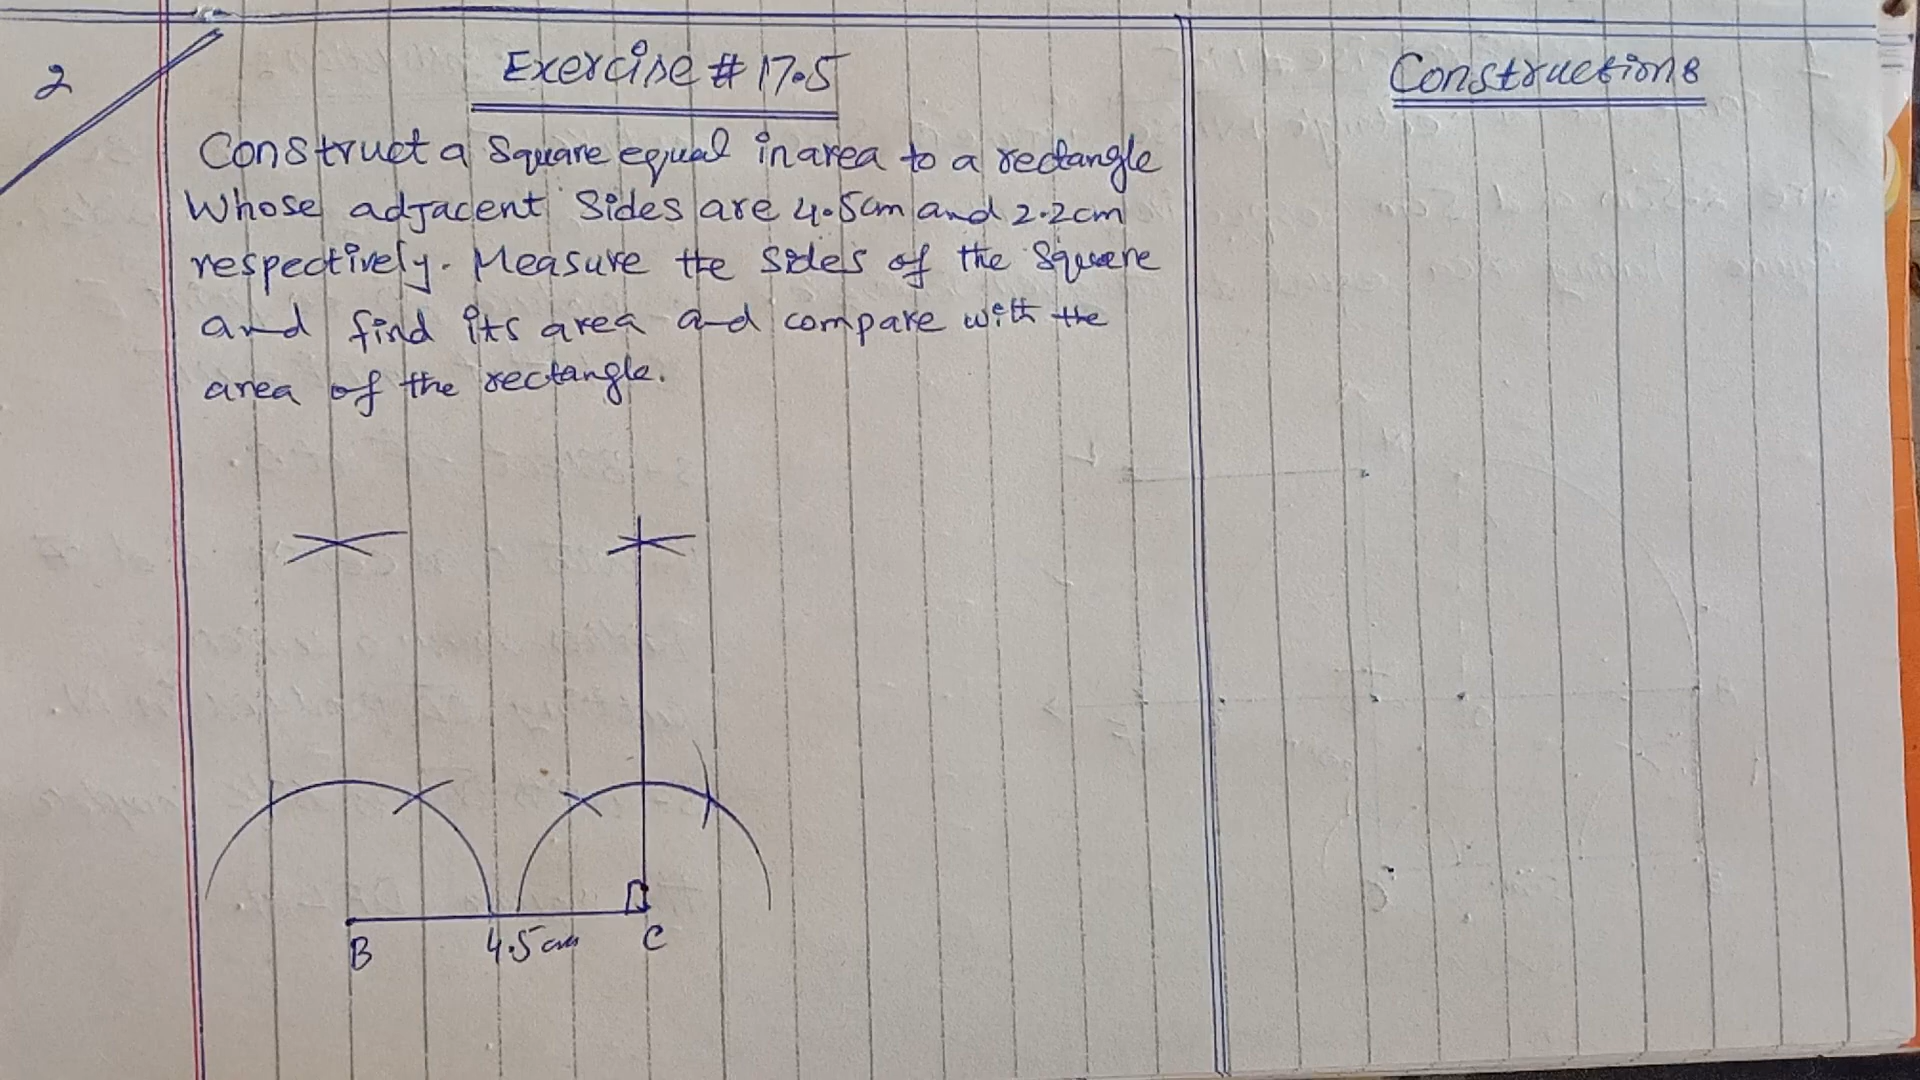 2
Exercise # 17.5
Construct a square equal in area to a rectangle
whose adjacent sides are 4.5cm and 2.2cm
respectively. Measure the sides of the square
and find its area and compare with the
area of the rectangle.
B 4.5cm C
Constructions